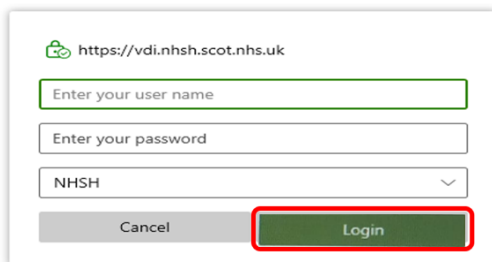 https://vdi.nhsh.scot.nhs.uk
Enter your user name
Enter your password
NHSH
Cancel Login